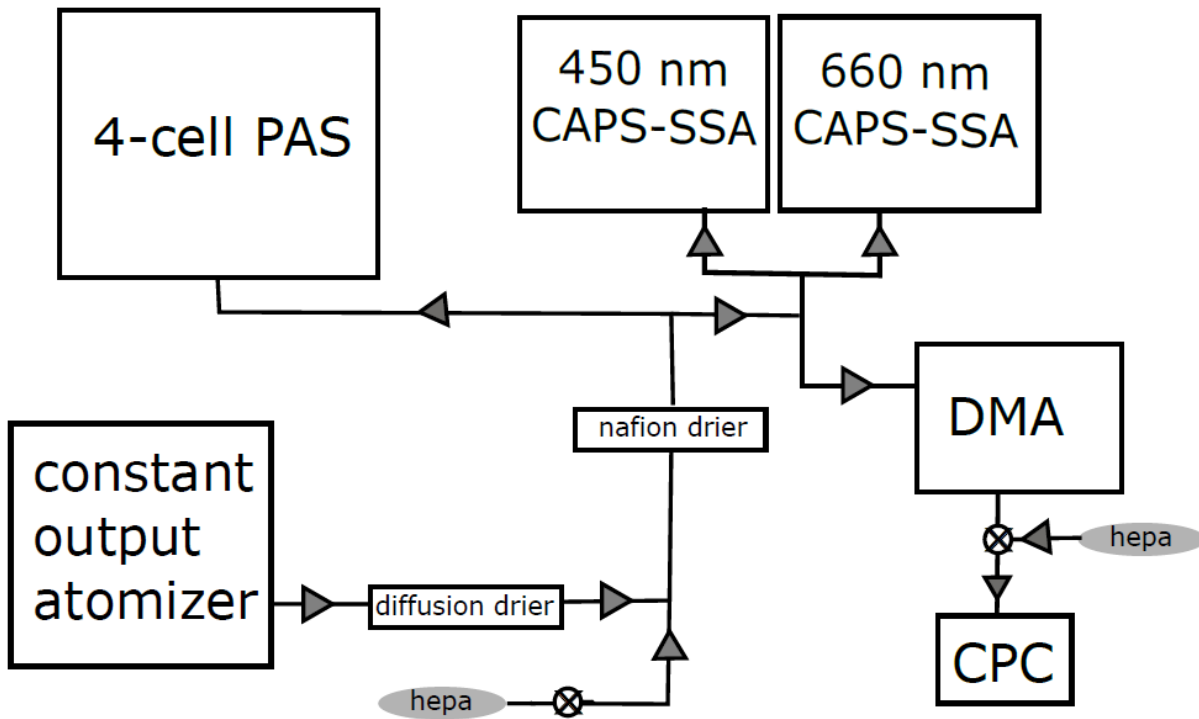 4-cell PAS
450 nm
CAPS-SSA
660 nm
CAPS-SSA
nafion drier
DMA
constant
output
atomizer
diffusion drier
hepa
hepa
CPC